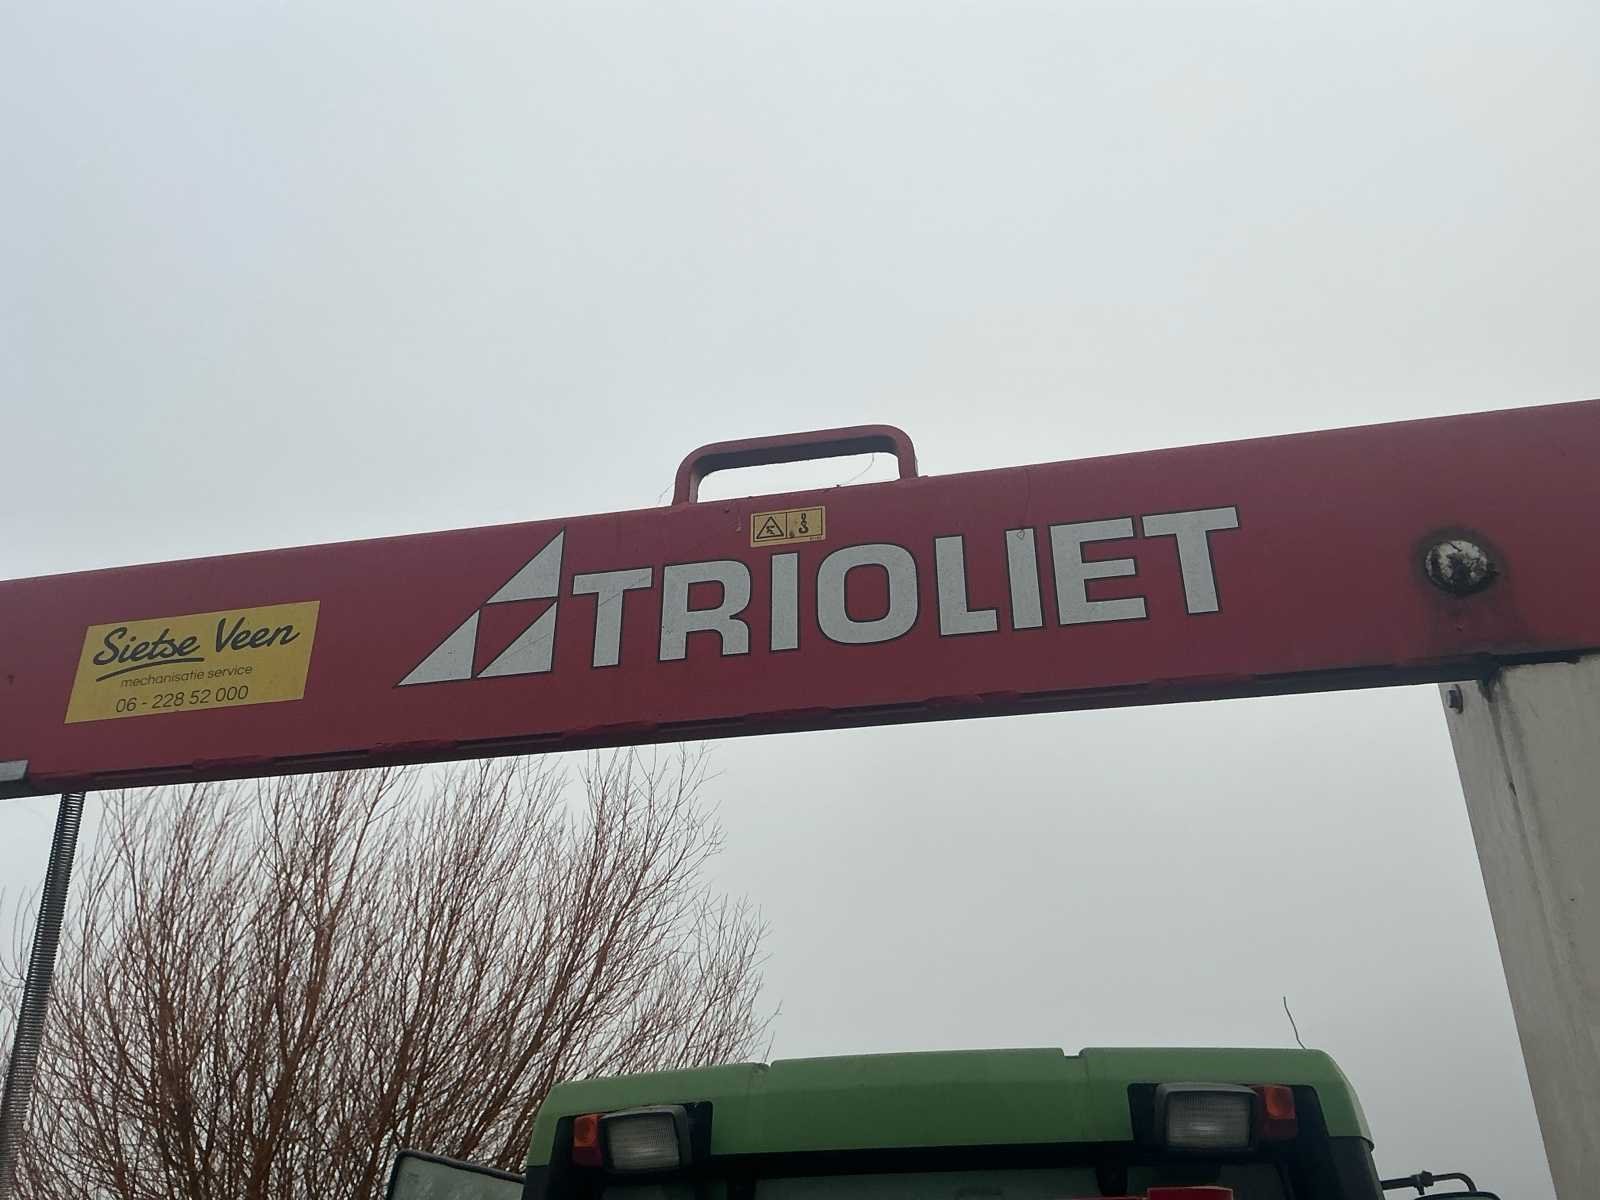 Sietse Veen
mechanisatie service
06 - 228 52 000
TRIOLIET